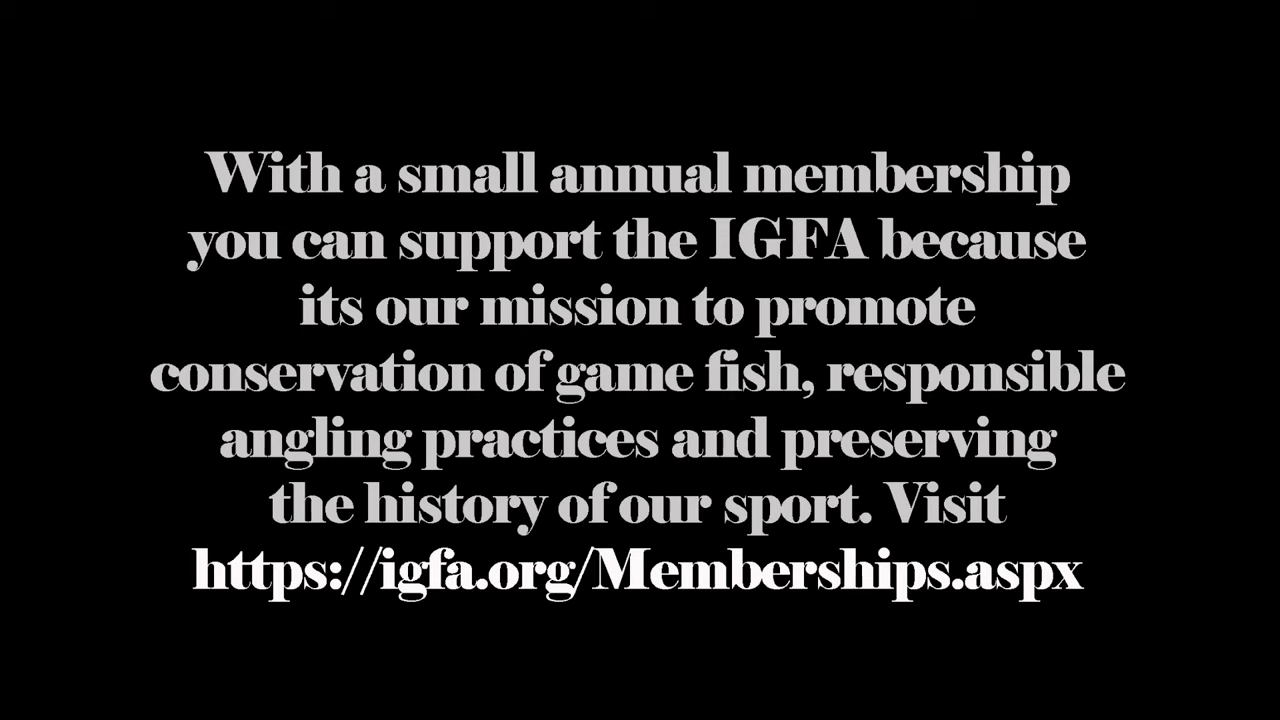 With a small annual membership
you can support the IGFA because
its our mission to promote
conservation of game fish, responsible
angling practices and preserving
the history of our sport. Visit
https://igfa.org/Memberships.aspx